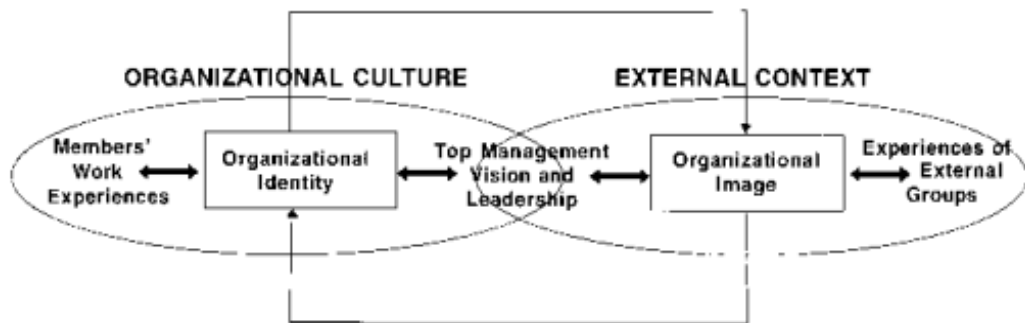 ORGANIZATIONAL CULTURE
EXTERNAL CONTEXT
Members'
Work
Experiences
Organizational
Identity
Top Management
Vision and
Leadership
Organizational
Image
Experiences of
External
Groups